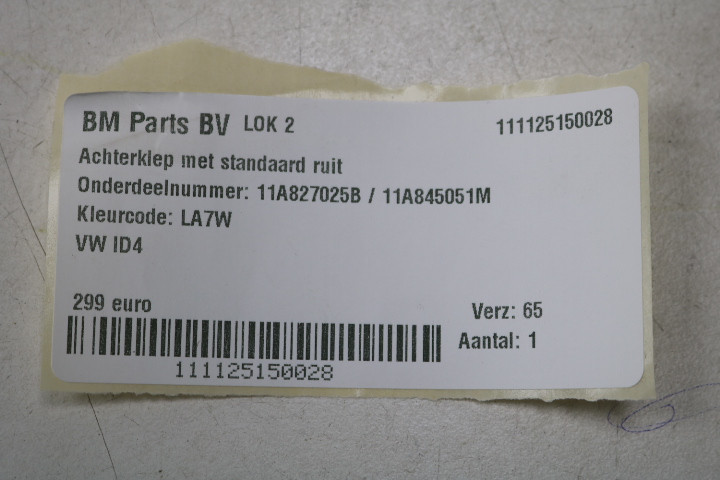 BM Parts BV LOK 2 111125150028
Achterklep met standaard ruit
Onderdeelnummer: 11A827025B / 11A845051M
Kleurcode: LA7W
VW ID4
299 euro Verz: 65
Aantal: 1
111125150028